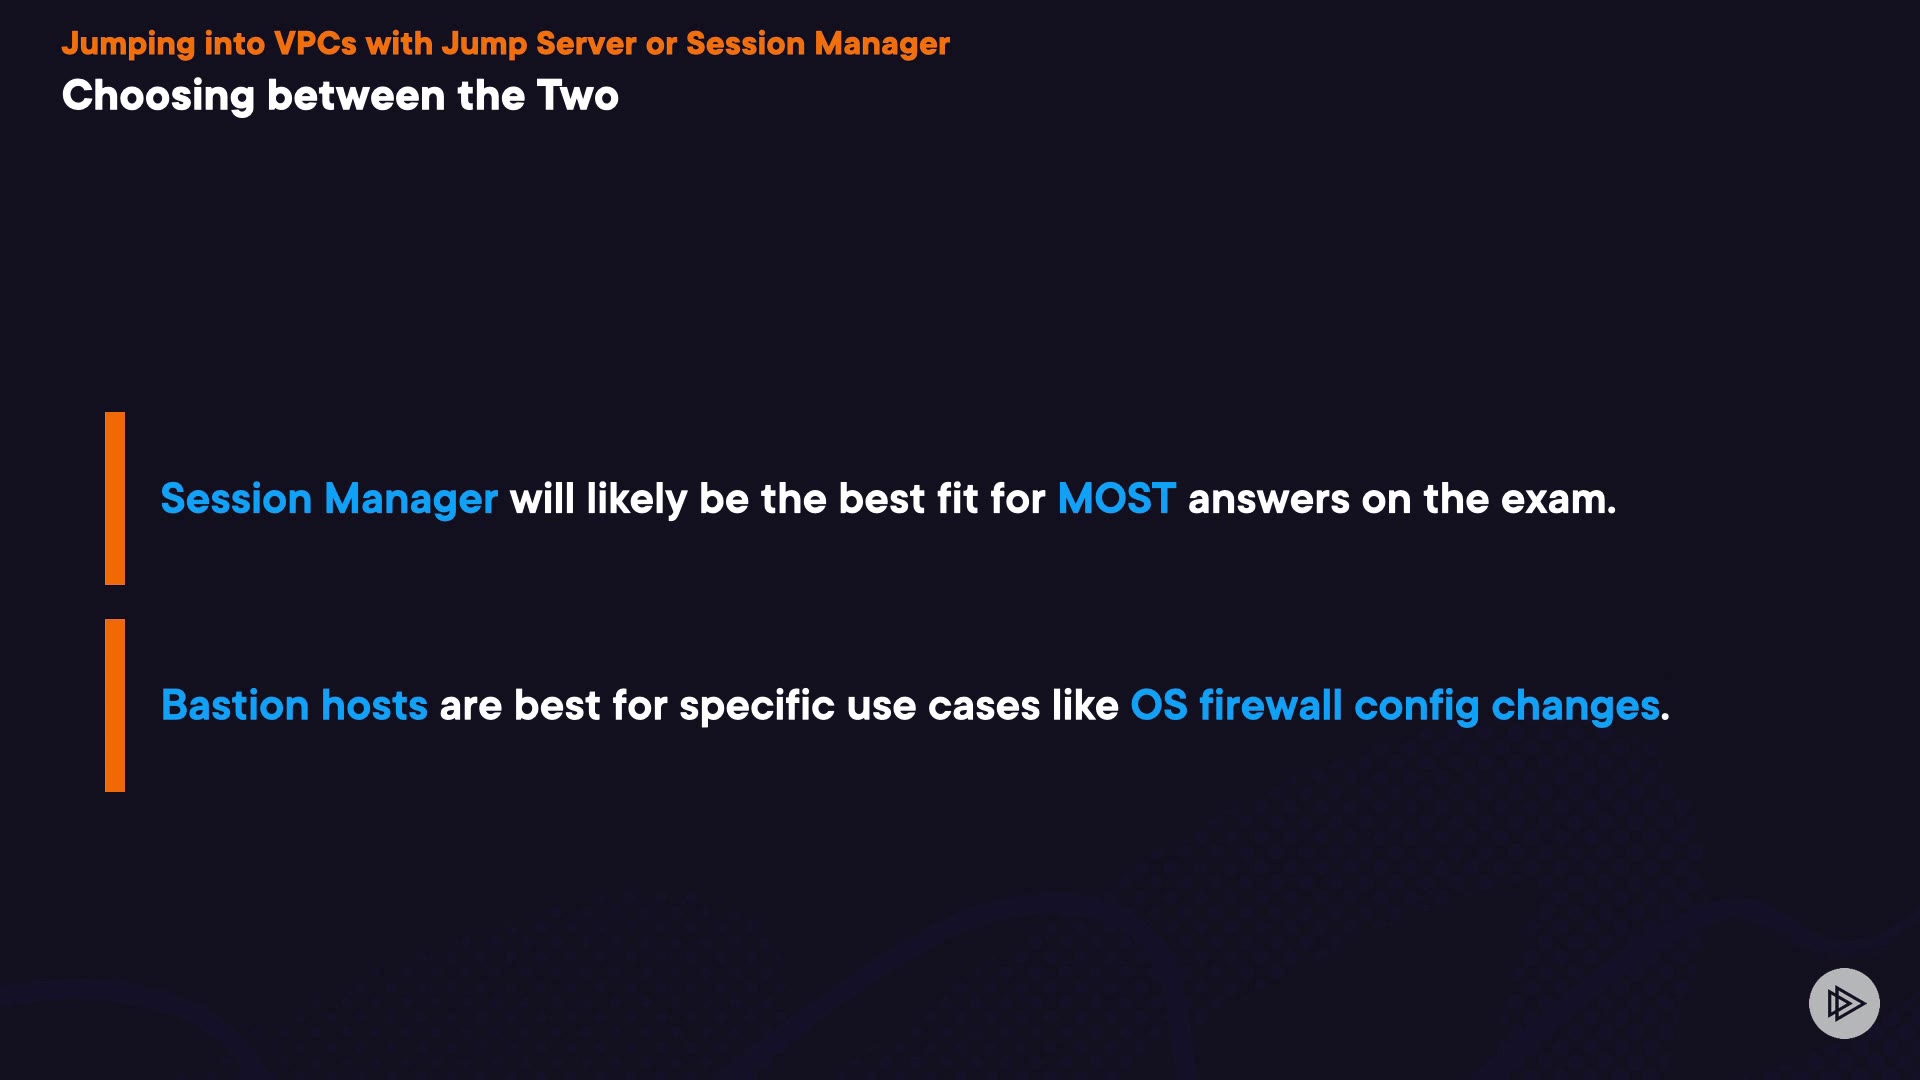 Jumping into VPCs with Jump Server or Session Manager
Choosing between the Two
Session Manager will likely be the best fit for MOST answers on the exam.
Bastion hosts are best for specific use cases like OS firewall config changes.